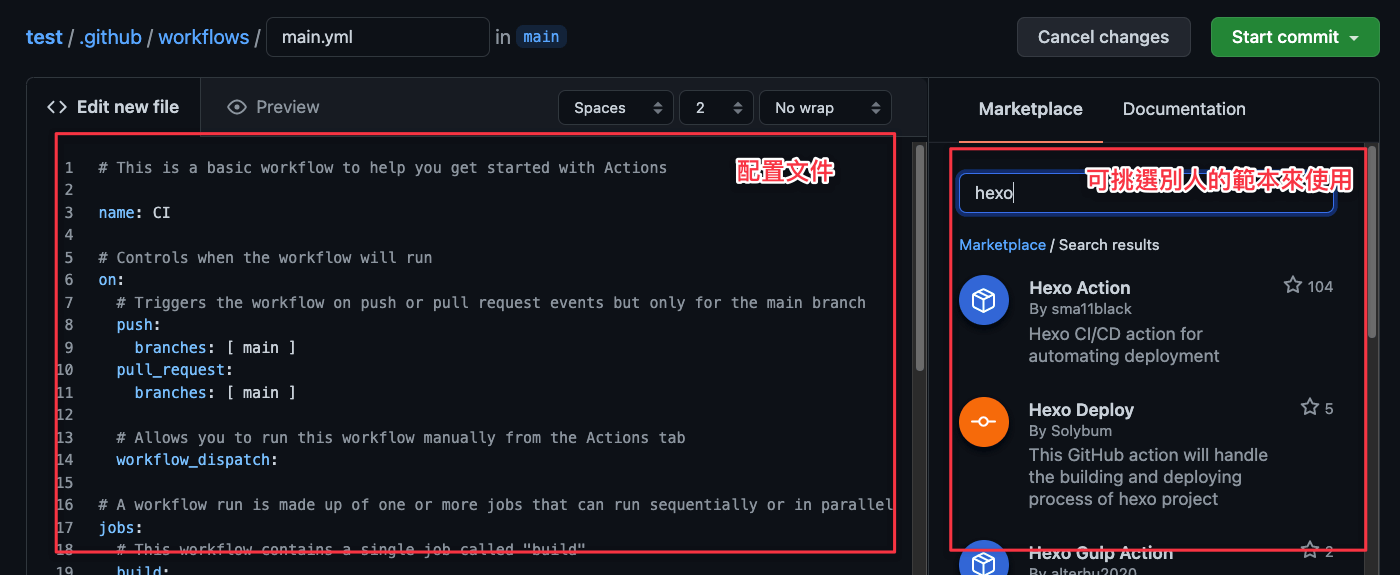 test / .github / workflows / main.yml in main
Cancel changes
Start commit
Edit new file
Preview
Spaces
2
No wrap
Marketplace
Documentation
配置文件
1 # This is a basic workflow to help you get started with Actions
2
3 name: CI
4
5 # Controls when the workflow will run
6 on:
7 # Triggers the workflow on push or pull request events but only for the main branch
8 push:
9 branches: [ main ]
10 pull_request:
11 branches: [ main ]
12
13 # Allows you to run this workflow manually from the Actions tab
14 workflow_dispatch:
15
16 # A workflow run is made up of one or more jobs that can run sequentially or in parallel
17 jobs:
18 # This workflow contains a single job called "build"
19 build:
可挑選別人的範本來使用
hexo
Marketplace / Search results
Hexo Action
104
By sma11black
Hexo CI/CD action for
automating deployment
Hexo Deploy
5
By Solybum
This GitHub action will handle
the building and deploying
process of hexo project
Hexo Gulp Action
2
By alterhu2020